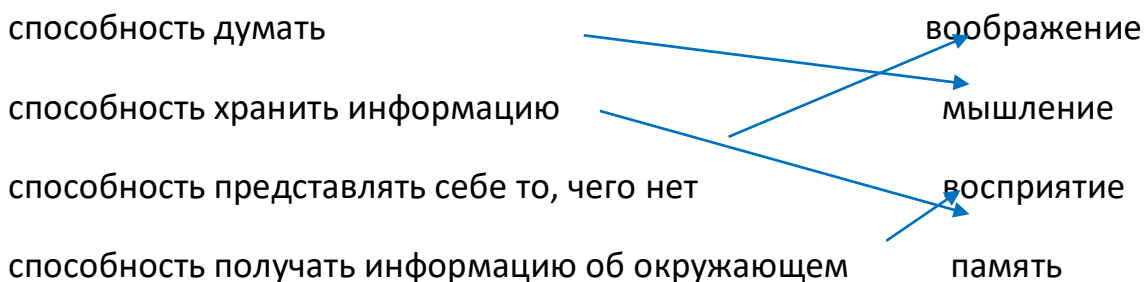 способность думать воображение
способность хранить информацию мышление
способность представлять себе то, чего нет восприятие
способность получать информацию об окружающем память